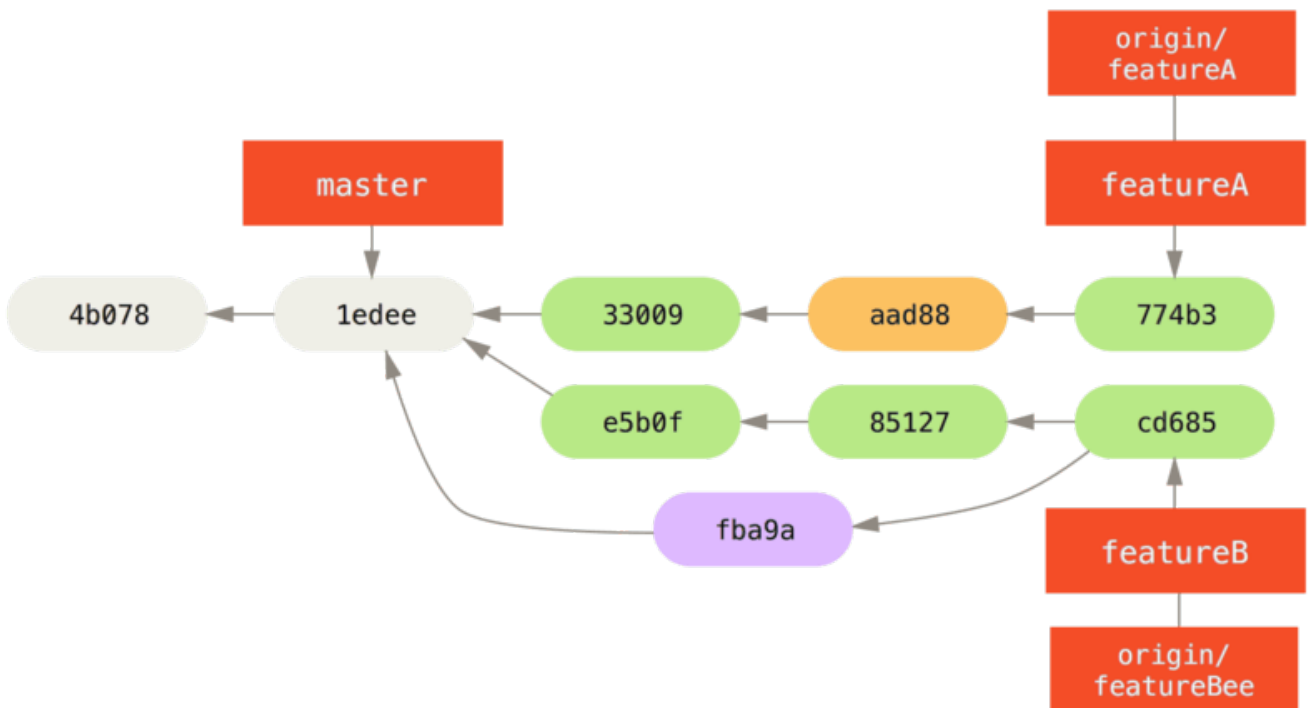 origin/
featureA
master
featureA
4b078
1edee
33009
aad88
774b3
e5b0f
85127
cd685
fba9a
featureB
origin/
featureBee